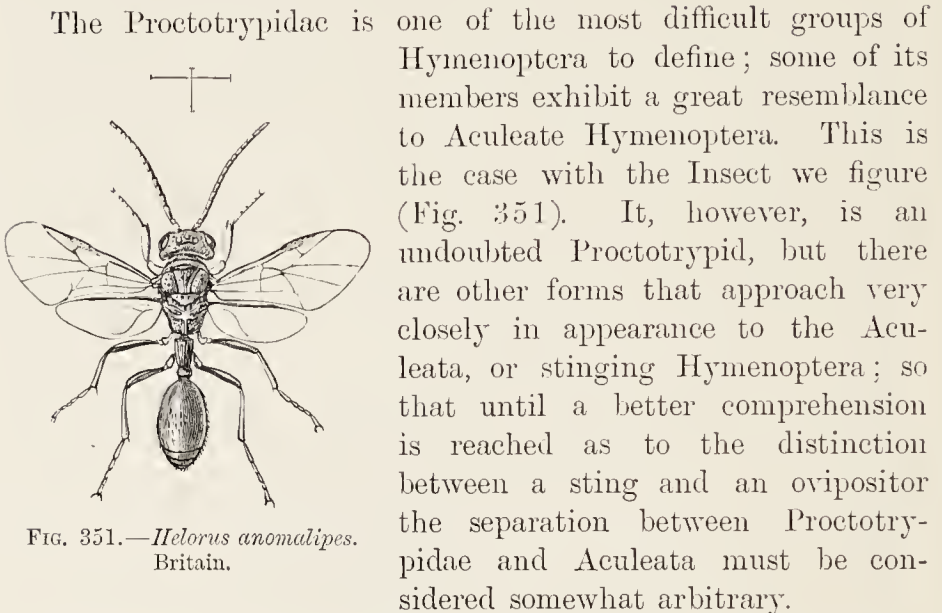 The Proctotrypidae is one of the most difficult groups of
Hymenoptera to define; some of its
members exhibit a great resemblance
to Aculeate Hymenoptera. This is
the case with the Insect we figure
(Fig. 351). It, however, is an
undoubted Proctotrypid, but there
are other forms that approach very
closely in appearance to the Acu-
leata, or stinging Hymenoptera; so
that until a better comprehension
is reached as to the distinction
between a sting and an ovipositor
the separation between Proctotry-
pidae and Aculeata must be con-
sidered somewhat arbitrary.
FIG. 351.—Helorus anomalipes.
Britain.